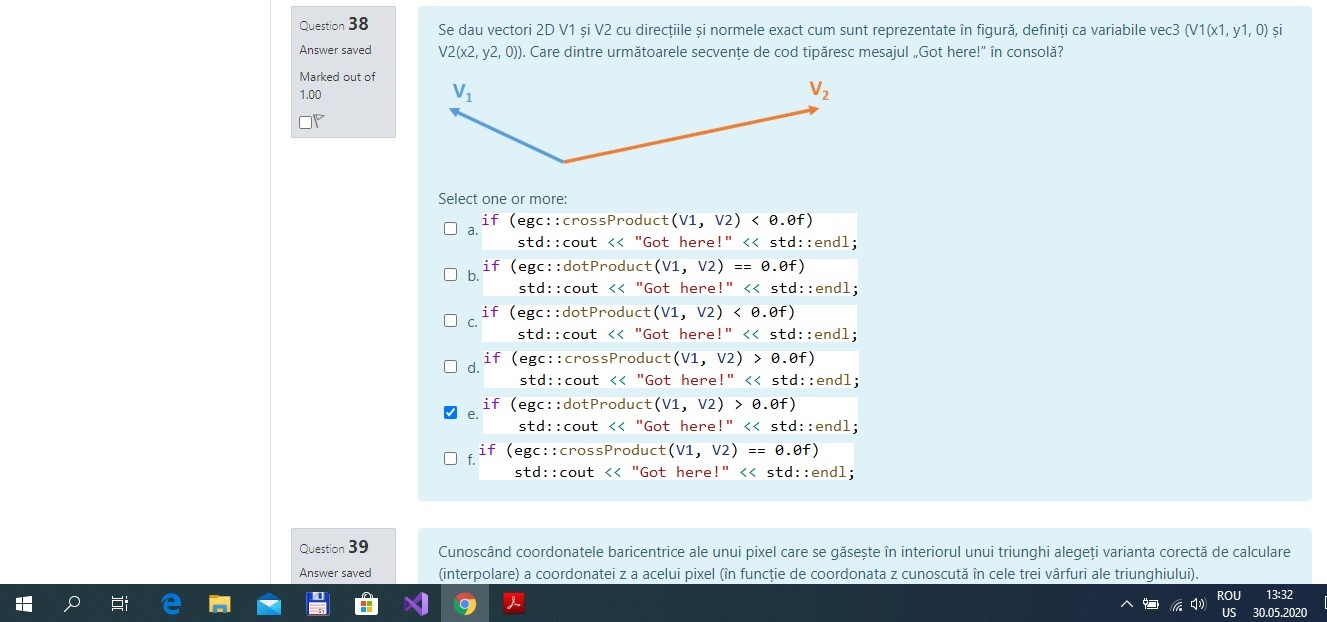 Question 38
Answer saved
Marked out of
1.00
Se dau vectori 2D V1 și V2 cu direcțiile și normele exact cum sunt reprezentate în figură, definiți ca variabile vec3 (V1(x1, y1, 0) și
V2(x2, y2, 0)). Care dintre următoarele secvențe de cod tipăresc mesajul „Got here!” în consolă?
V1
V2
Select one or more:
a. if (egc::crossProduct(V1, V2) < 0.0f)
std::cout << "Got here!" << std::endl;
b. if (egc::dotProduct(V1, V2) == 0.0f)
std::cout << "Got here!" << std::endl;
c. if (egc::dotProduct(V1, V2) < 0.0f)
std::cout << "Got here!" << std::endl;
d. if (egc::crossProduct(V1, V2) > 0.0f)
std::cout << "Got here!" << std::endl;
e. if (egc::dotProduct(V1, V2) > 0.0f)
std::cout << "Got here!" << std::endl;
f. if (egc::crossProduct(V1, V2) == 0.0f)
std::cout << "Got here!" << std::endl;
Question 39
Answer saved
Cunoscând coordonatele baricentrice ale unui pixel care se găsește în interiorul unui triunghi alegeți varianta corectă de calculare
(interpolare) a coordonatei z a acelui pixel (în funcție de coordonata z cunoscută în cele trei vârfuri ale triunghiului).
ROU
US
13:32
30.05.2020